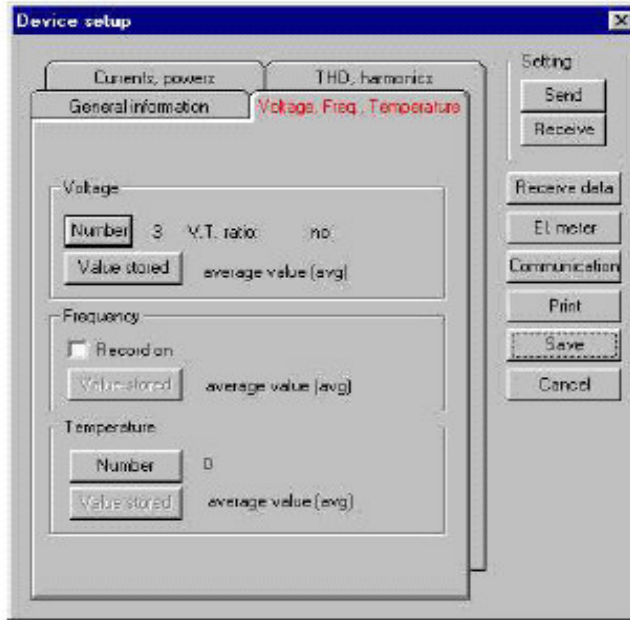 Device setup
Currents, powers
THD, harmonics
General information
Voltage, Freq., Temperature
Voltage
Number 3 V.T. ratio: no
Value stored average value (avg)
Frequency
Record on
Value stored average value (avg)
Temperature
Number 0
Value stored average value (avg)
Setting
Send
Receive
Receive data
El. meter
Communication
Print
Save
Cancel